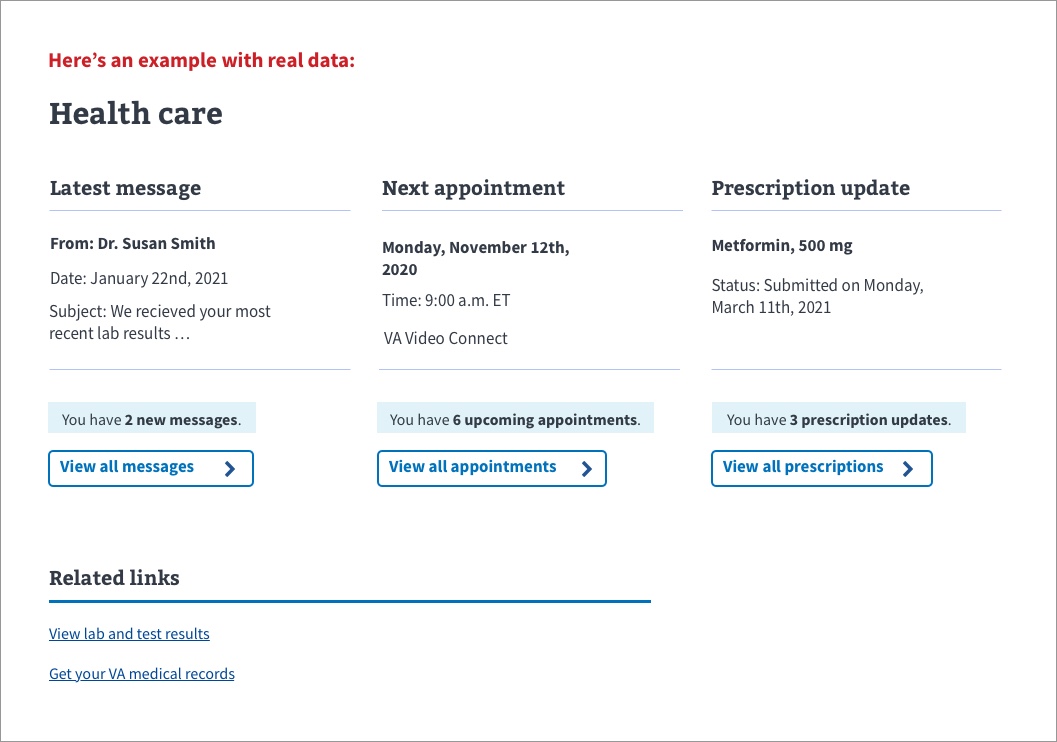 Here’s an example with real data:
Health care
Latest message
From: Dr. Susan Smith
Date: January 22nd, 2021
Subject: We recieved your most
recent lab results …
You have 2 new messages.
View all messages
Next appointment
Monday, November 12th,
2020
Time: 9:00 a.m. ET
VA Video Connect
You have 6 upcoming appointments.
View all appointments
Prescription update
Metformin, 500 mg
Status: Submitted on Monday,
March 11th, 2021
You have 3 prescription updates.
View all prescriptions
Related links
View lab and test results
Get your VA medical records